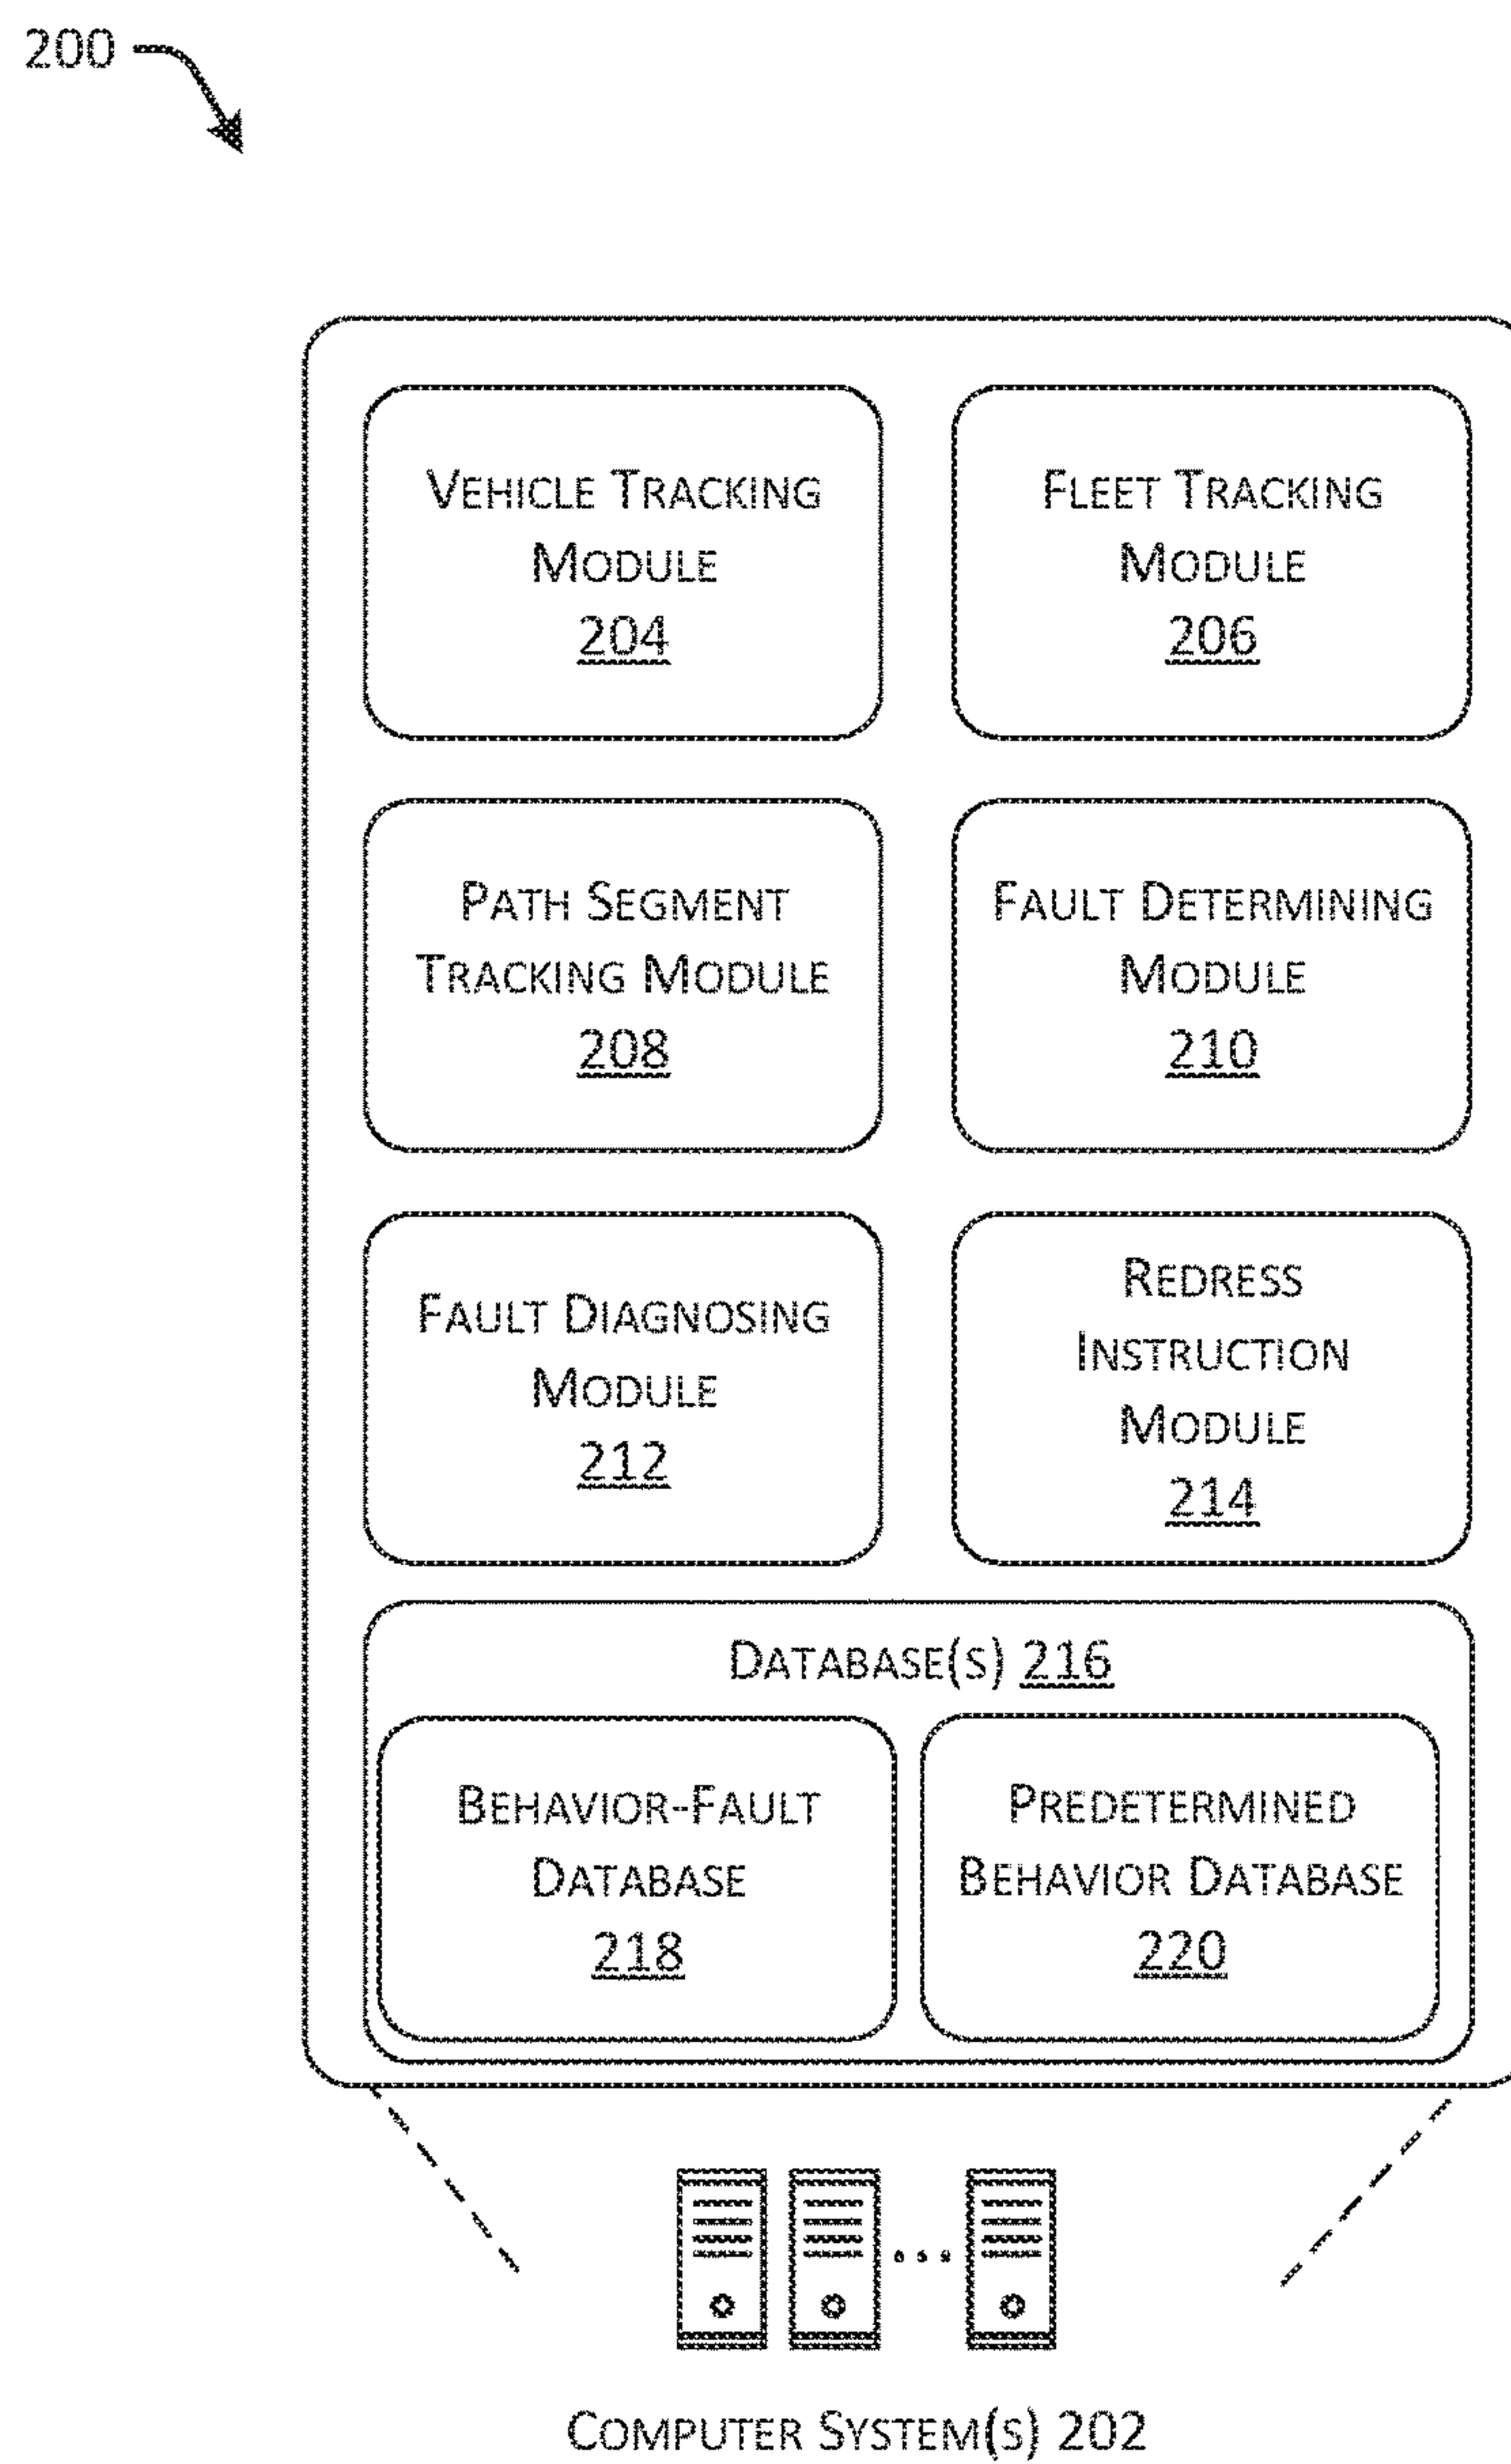 200
VEHICLE TRACKING
MODULE
204
FLEET TRACKING
MODULE
206
PATH SEGMENT
TRACKING MODULE
208
FAULT DETERMINING
MODULE
210
FAULT DIAGNOSING
MODULE
212
REDRESS
INSTRUCTION
MODULE
214
DATABASE(S) 216
BEHAVIOR-FAULT
DATABASE
218
PREDETERMINED
BEHAVIOR DATABASE
220
COMPUTER SYSTEM(S) 202